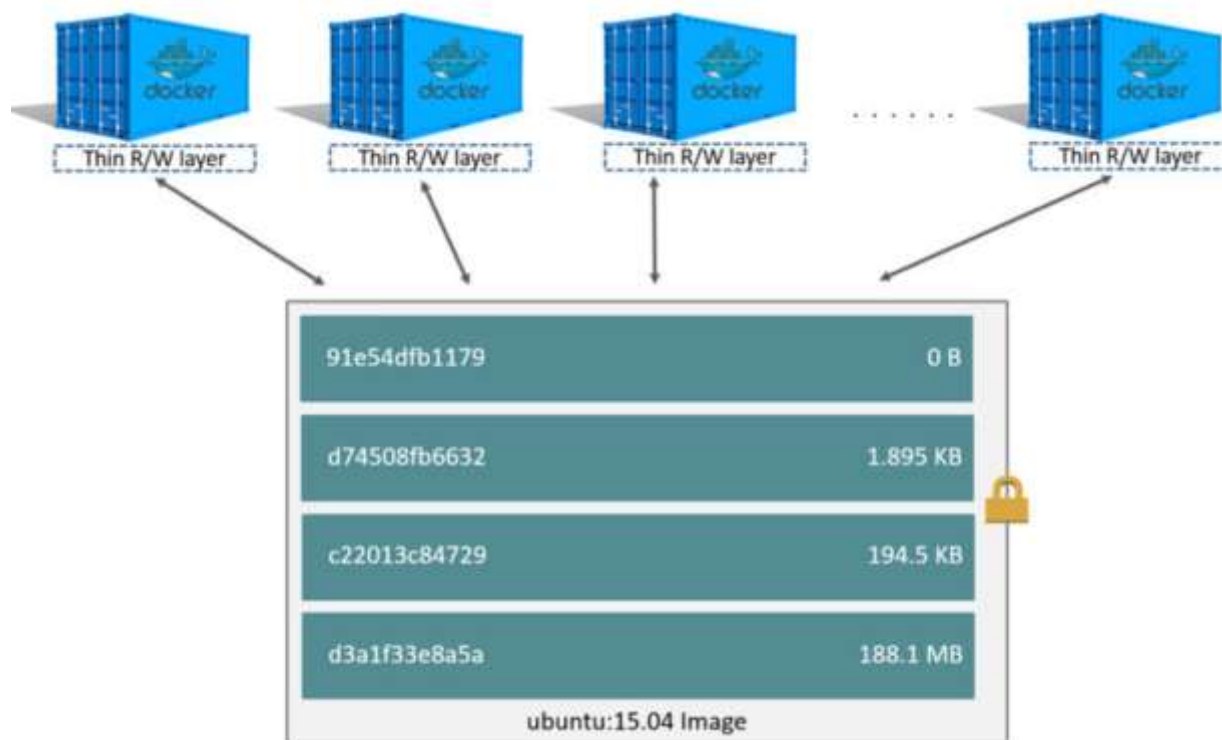 docker docker docker docker
Thin R/W layer Thin R/W layer Thin R/W layer . . . . . . Thin R/W layer
91e54dfb1179 0 B
d74508fb6632 1.895 KB
c22013c84729 194.5 KB
d3a1f33e8a5a 188.1 MB
ubuntu:15.04 Image